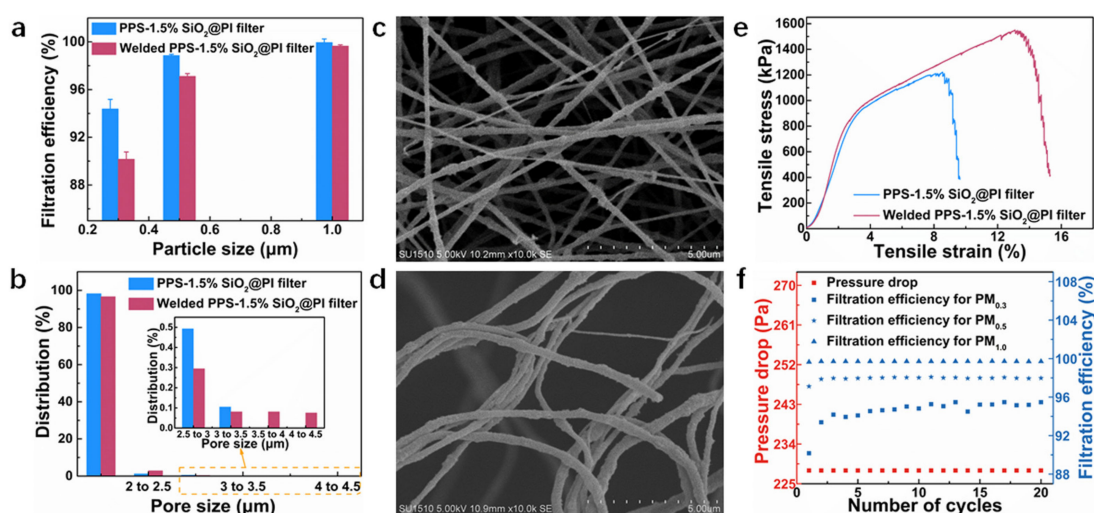 a
PPS-1.5% SiO₂@PI filter
Welded PPS-1.5% SiO₂@PI filter
Filtration efficiency (%)
100
96
92
88
0.2 0.4 0.6 0.8 1.0
Particle size (μm)
b
PPS-1.5% SiO₂@PI filter
Welded PPS-1.5% SiO₂@PI filter
Distribution (%)
100
80
60
40
20
0
Distribution (%)
0.5
0.4
0.3
0.2
0.1
0.0
2.5 to 3 3 to 3.5 3.5 to 4 4 to 4.5
Pore size (μm)
2 to 2.5 3 to 3.5 4 to 4.5
Pore size (μm)
c
SU1510 5.00kV 10.2mm x10.0k SE
5.00um
d
SU1510 5.00kV 10.9mm x10.0k SE
5.00um
e
Tensile stress (kPa)
1600
1400
1200
1000
800
600
400
200
0
PPS-1.5% SiO₂@PI filter
Welded PPS-1.5% SiO₂@PI filter
0 4 8 12 16
Tensile strain (%)
f
Pressure drop (Pa)
270
261
252
243
234
225
Pressure drop
Filtration efficiency for PM₀.₃
Filtration efficiency for PM₀.₅
Filtration efficiency for PM₁.₀
108
104
100
96
92
88
Filtration efficiency (%)
0 5 10 15 20
Number of cycles